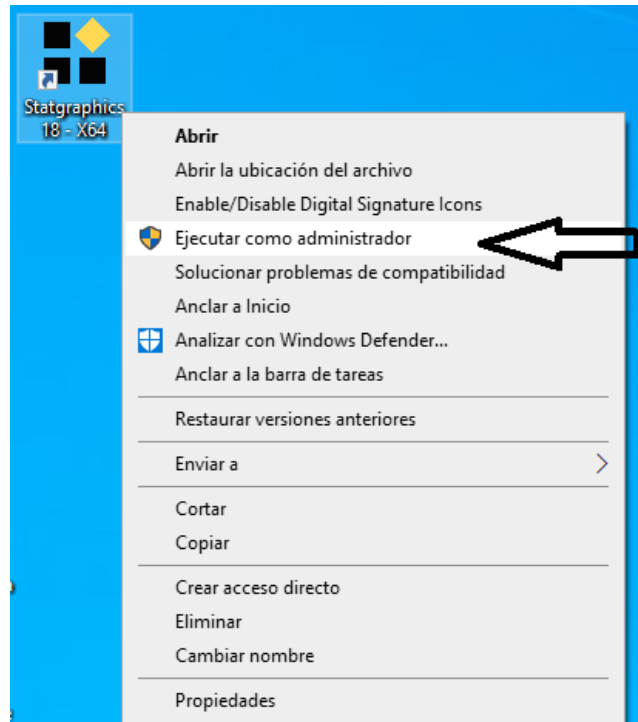 Statgraphics
18 - X64
Abrir
Abrir la ubicación del archivo
Enable/Disable Digital Signature Icons
Ejecutar como administrador
Solucionar problemas de compatibilidad
Anclar a Inicio
Analizar con Windows Defender...
Anclar a la barra de tareas
Restaurar versiones anteriores
Enviar a
Cortar
Copiar
Crear acceso directo
Eliminar
Cambiar nombre
Propiedades